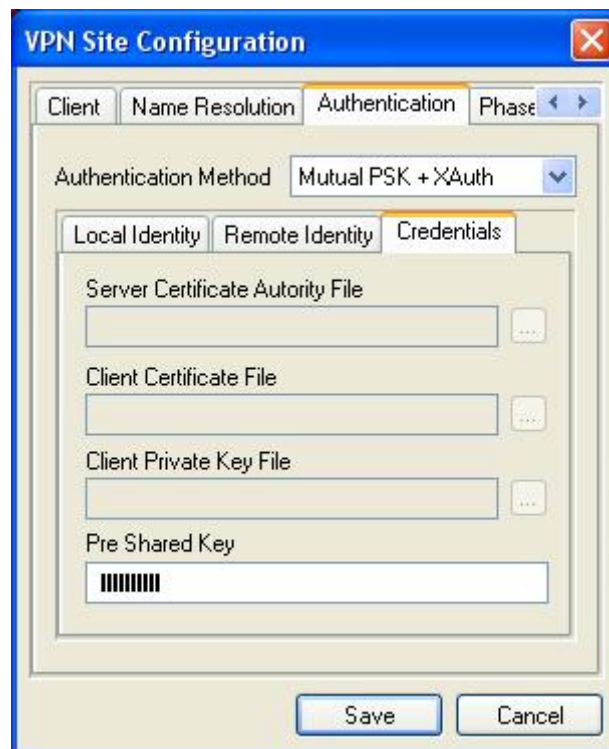 VPN Site Configuration
Client Name Resolution Authentication Phase
Authentication Method Mutual PSK + XAuth
Local Identity Remote Identity Credentials
Server Certificate Autority File
...
Client Certificate File
...
Client Private Key File
...
Pre Shared Key
Save Cancel